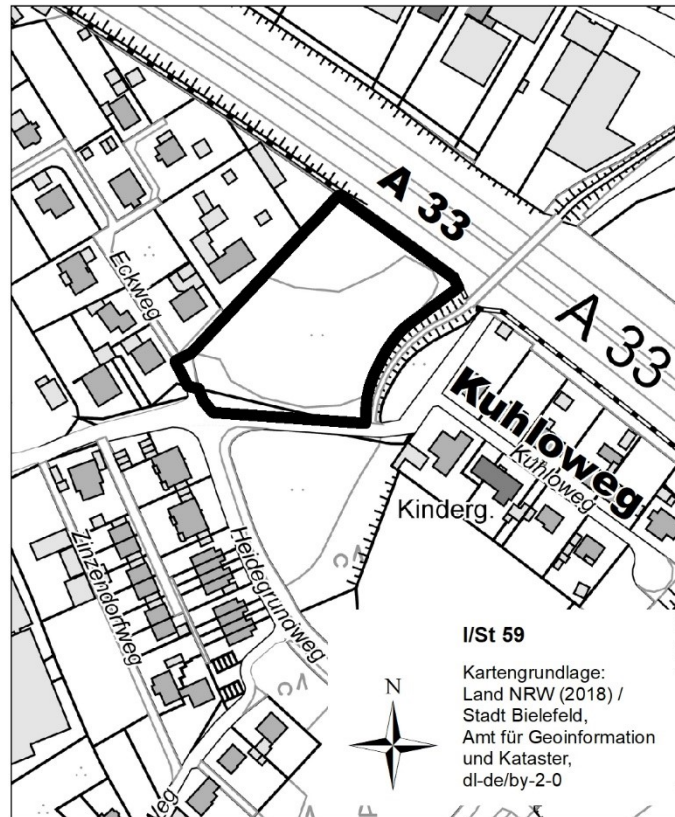 A 33
A 33
Eckweg
Kuhloweg
Kuhloweg
Kinderg.
Zinzendorfweg
Heidegrundweg
I/St 59
Kartengrundlage:
Land NRW (2018) /
Stadt Bielefeld,
Amt für Geoinformation
und Kataster,
dl-de/by-2-0
N